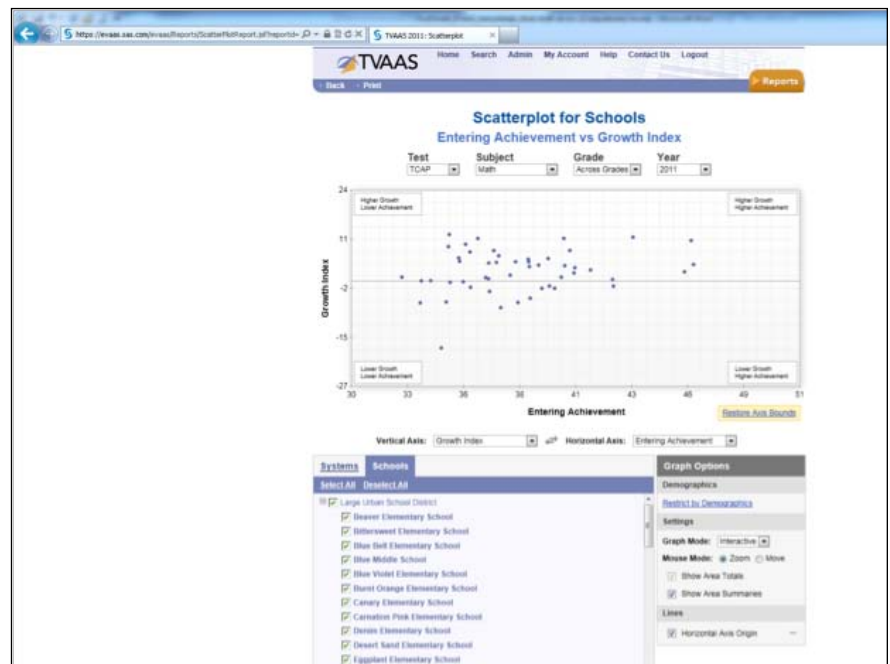 https://evaas.sas.com/evaas/Reports/ScatterPlotReport.jsf?reportId=
TVAAS 2011: Scatterplot
TVAAS
Home Search Admin My Account Help Contact Us Logout
Back Print
Reports
Scatterplot for Schools
Entering Achievement vs Growth Index
Test Subject Grade Year
TCAP Math Across Grades 2011
24
Higher Growth
Lower Achievement
Higher Growth
Higher Achievement
11
Growth Index
-2
-15
Lower Growth
Lower Achievement
Lower Growth
Higher Achievement
-27
30 33 36 38 41 43 46 49 51
Entering Achievement
Restore Axis Bounds
Vertical Axis: Growth Index Horizontal Axis: Entering Achievement
Systems Schools
Graph Options
Select All Deselect All
Demographics
Large Urban School District
Restrict by Demographics
Beaver Elementary School
Settings
Bittersweet Elementary School
Blue Bell Elementary School
Graph Mode: Interactive
Blue Middle School
Mouse Mode: Zoom Move
Blue Violet Elementary School
Show Area Totals
Burnt Orange Elementary School
Show Area Summaries
Canary Elementary School
Lines
Carnation Pink Elementary School
Denim Elementary School
Horizontal Axis Origin
Desert Sand Elementary School
Eggplant Elementary School